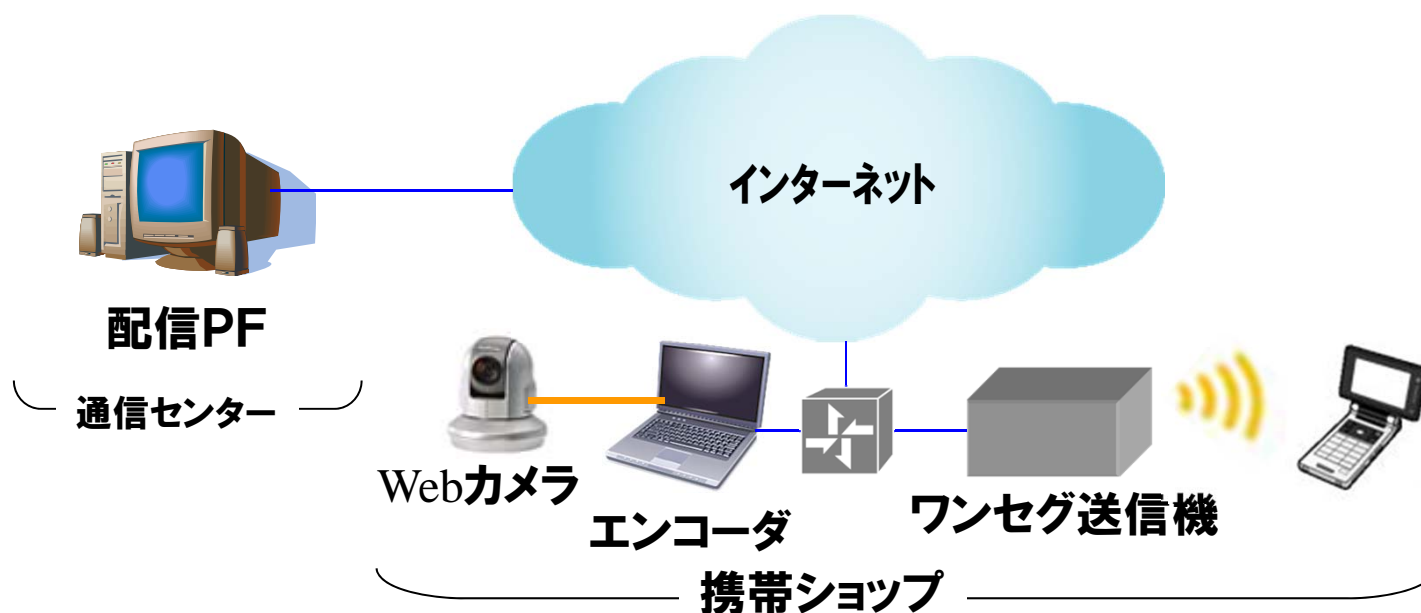 インターネット
配信PF
通信センター
Webカメラ
エンコーダ
ワンセグ送信機
携帯ショップ